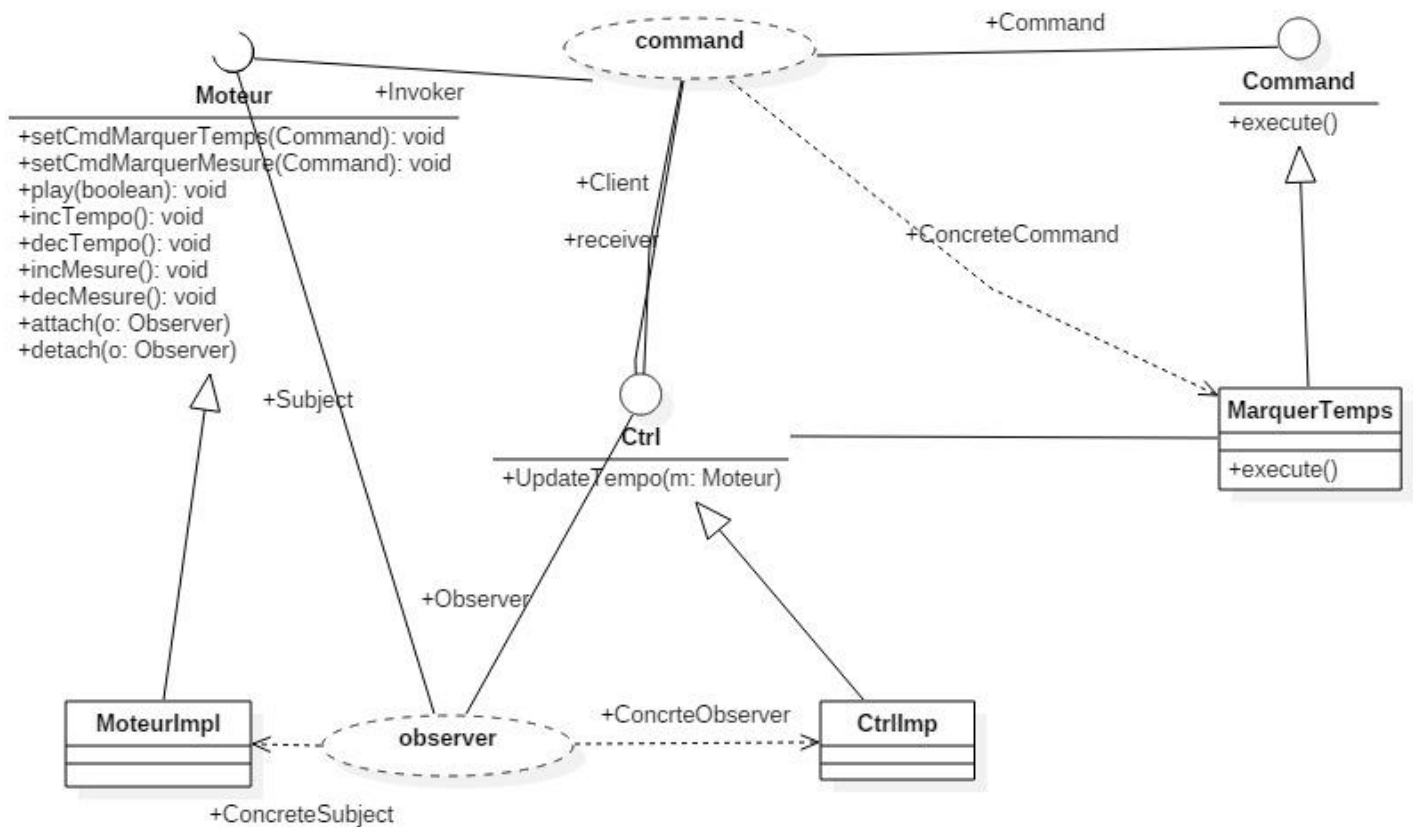 +Command
command
Command
+execute()
+Invoker
Moteur
+setCmdMarquerTemps(Command): void
+setCmdMarquerMesure(Command): void
+play(boolean): void
+incTempo(): void
+decTempo(): void
+incMesure(): void
+decMesure(): void
+attach(o: Observer)
+detach(o: Observer)
+Client
+receiver
+ConcreteCommand
+Subject
Ctrl
+UpdateTempo(m: Moteur)
MarquerTemps
+execute()
+Observer
MoteurImpl
observer
+ConcrteObserver
CtrlImp
+ConcreteSubject